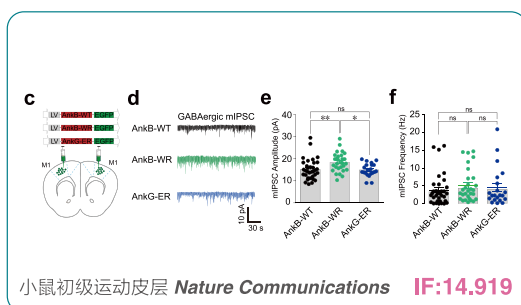 c
LV AnkB-WT EGFP
LV AnkB-WR EGFP
LV AnkG-ER EGFP
M1 M1
d
GABAergic mIPSC
AnkB-WT
AnkB-WR
AnkG-ER
10 pA
30 s
e
ns
** *
mIPSC Amplitude (pA)
40
30
20
10
0
AnkB-WT AnkB-WR AnkG-ER
f
ns
ns ns
mIPSC Frequency (Hz)
25
20
15
10
5
0
AnkB-WT AnkB-WR AnkG-ER
小鼠初级运动皮层 Nature Communications IF:14.919